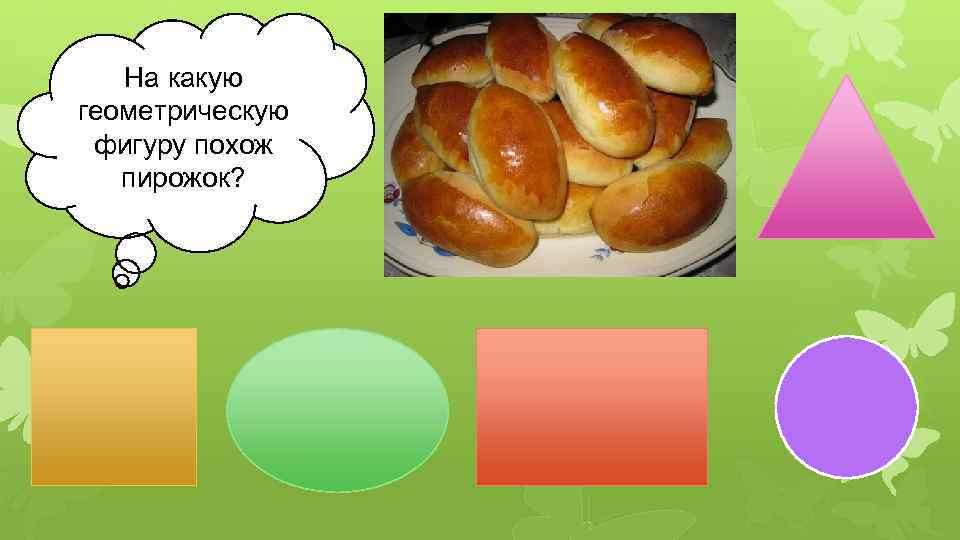 На какую
геометрическую
фигуру похож
пирожок?